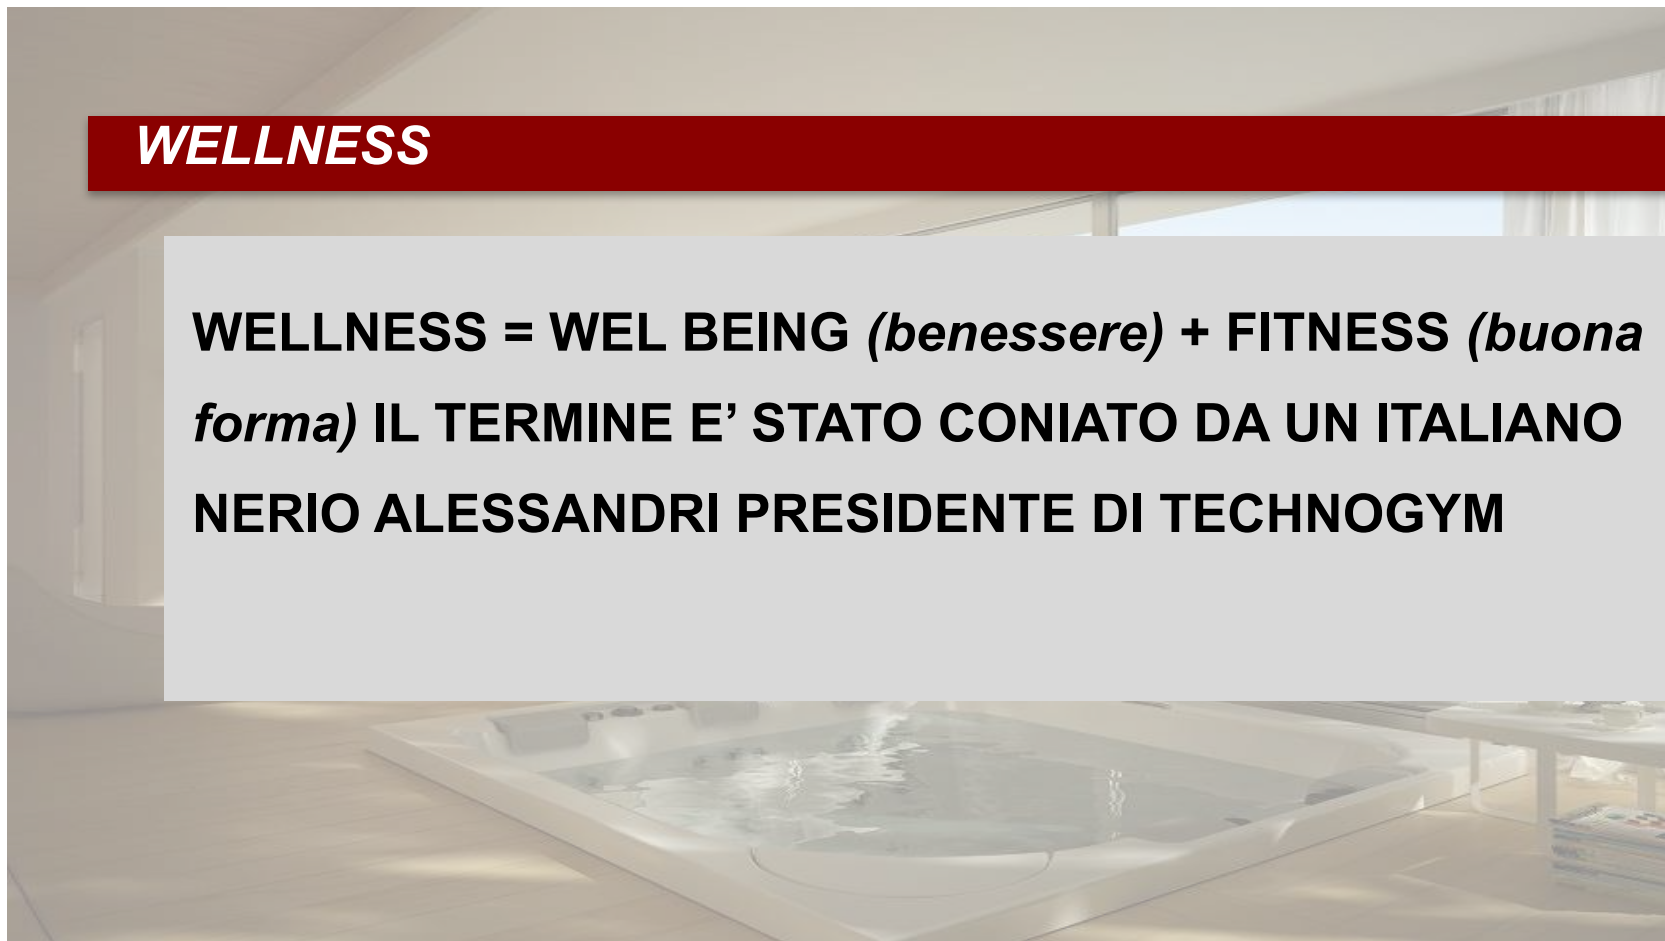 WELLNESS
WELLNESS = WEL BEING (benessere) + FITNESS (buona
forma) IL TERMINE E’ STATO CONIATO DA UN ITALIANO
NERIO ALESSANDRI PRESIDENTE DI TECHNOGYM